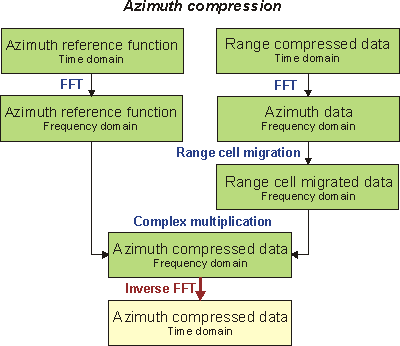 Azimuth compression
Azimuth reference function
Time domain
Range compressed data
Time domain
FFT
FFT
Azimuth reference function
Frequency domain
Azimuth data
Frequency domain
Range cell migration
Range cell migrated data
Frequency domain
Complex multiplication
Azimuth compressed data
Frequency domain
Inverse FFT
Azimuth compressed data
Time domain